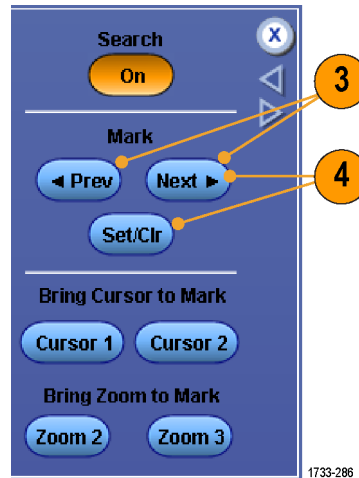 Search
X
On
3
Mark
◄ Prev Next ►
4
Set/Clr
Bring Cursor to Mark
Cursor 1 Cursor 2
Bring Zoom to Mark
Zoom 2 Zoom 3
1733-286